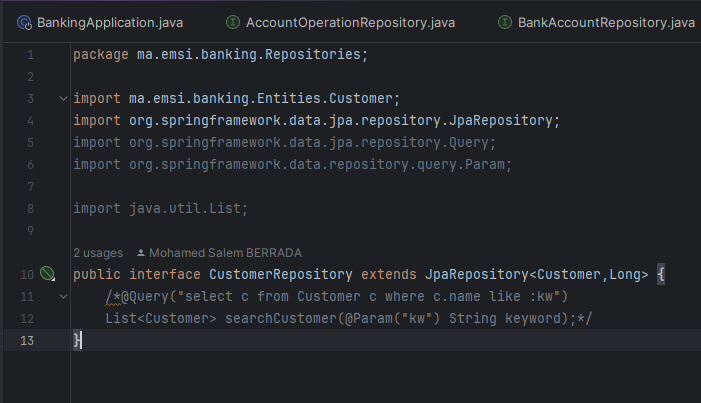 BankingApplication.java AccountOperationRepository.java BankAccountRepository.java
1 package ma.emsi.banking.Repositories;
2
3 import ma.emsi.banking.Entities.Customer;
4 import org.springframework.data.jpa.repository.JpaRepository;
5 import org.springframework.data.jpa.repository.Query;
6 import org.springframework.data.repository.query.Param;
7
8 import java.util.List;
9
2 usages Mohamed Salem BERRADA
10 public interface CustomerRepository extends JpaRepository<Customer,Long> {
11 /*@Query("select c from Customer c where c.name like :kw")
12 List<Customer> searchCustomer(@Param("kw") String keyword);*/
13 }